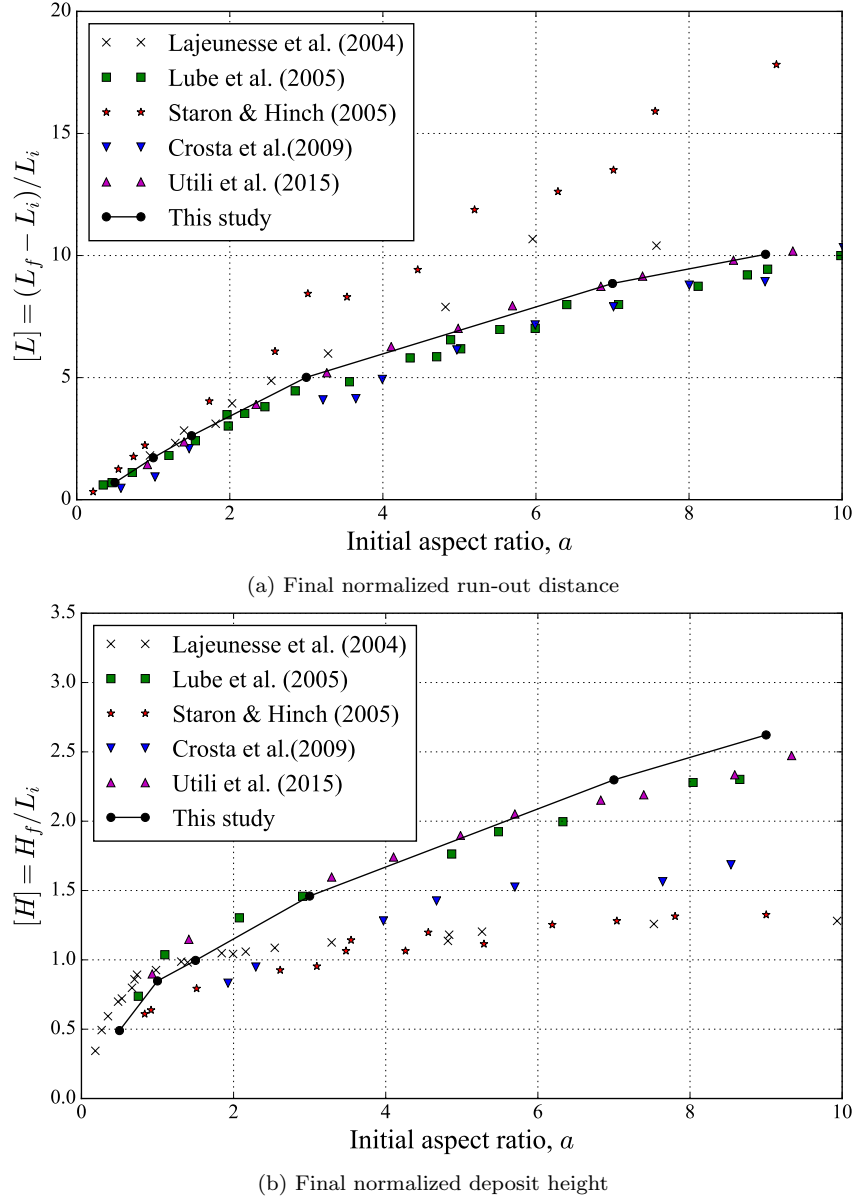 20
15
10
5
0
[L] = (L_f − L_i)/L_i
Lajeunesse et al. (2004)
Lube et al. (2005)
Staron & Hinch (2005)
Crosta et al.(2009)
Utili et al. (2015)
This study
0 2 4 6 8 10
Initial aspect ratio, a
(a) Final normalized run-out distance
3.5
3.0
2.5
2.0
1.5
1.0
0.5
0.0
[H] = H_f/L_i
Lajeunesse et al. (2004)
Lube et al. (2005)
Staron & Hinch (2005)
Crosta et al.(2009)
Utili et al. (2015)
This study
0 2 4 6 8 10
Initial aspect ratio, a
(b) Final normalized deposit height